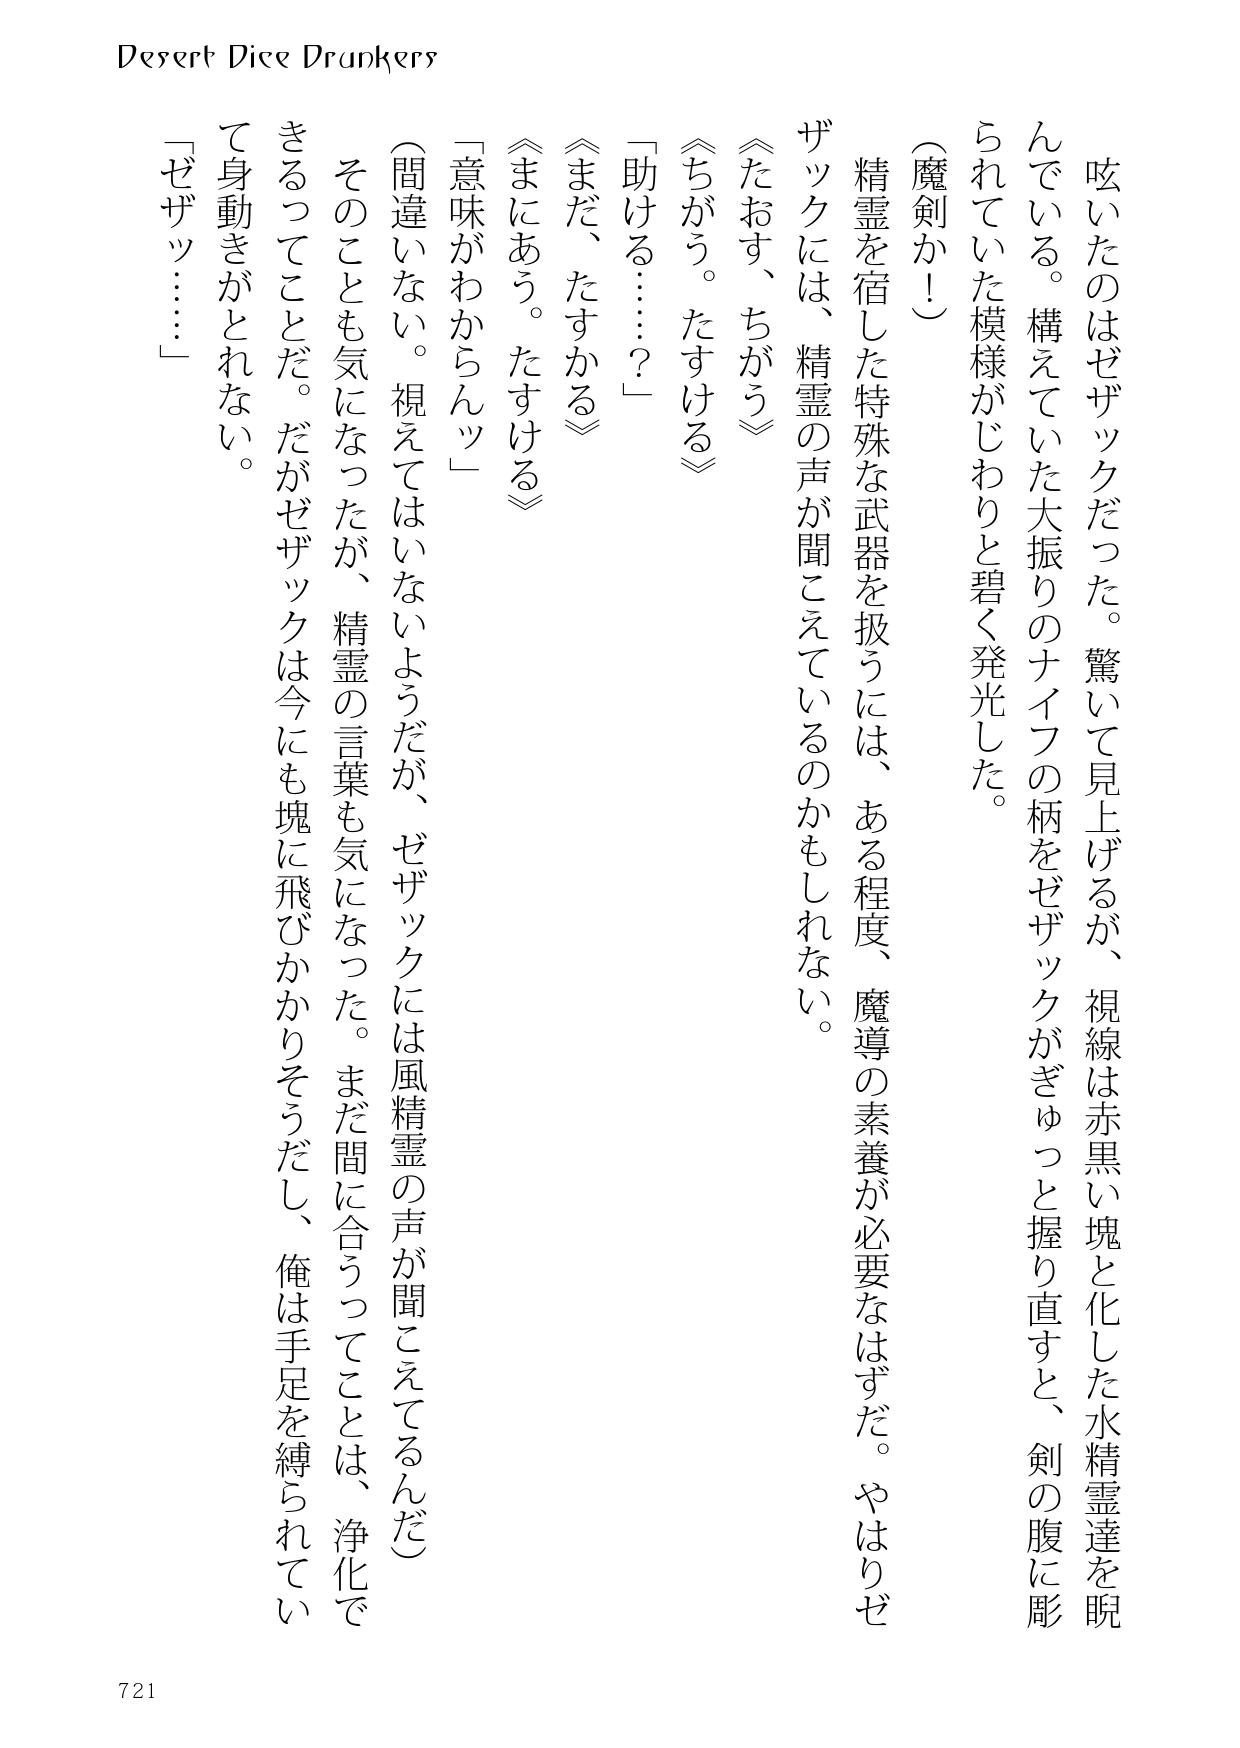 Desert Dice Drunkers
呟いたのはゼザックだった。驚いて見上げるが、視線は赤黒い塊と化した水精霊達を睨
んでいる。構えていた大振りのナイフの柄をゼザックがぎゅっと握り直すと、剣の腹に彫
られていた模様がじわりと碧く発光した。
（魔剣か！）
精霊を宿した特殊な武器を扱うには、ある程度、魔導の素養が必要なはずだ。やはりゼ
ザックには、精霊の声が聞こえているのかもしれない。
《たおす、ちがう》
《ちがう。たすける》
「助ける……？」
《まだ、たすかる》
《まにあう。たすける》
「意味がわからんッ」
（間違いない。視えてはいないようだが、ゼザックには風精霊の声が聞こえてるんだ）
そのことも気になったが、精霊の言葉も気になった。まだ間に合うってことは、浄化で
きるってことだ。だがゼザックは今にも塊に飛びかかりそうだし、俺は手足を縛られてい
て身動きがとれない。
「ゼザッ……」
721